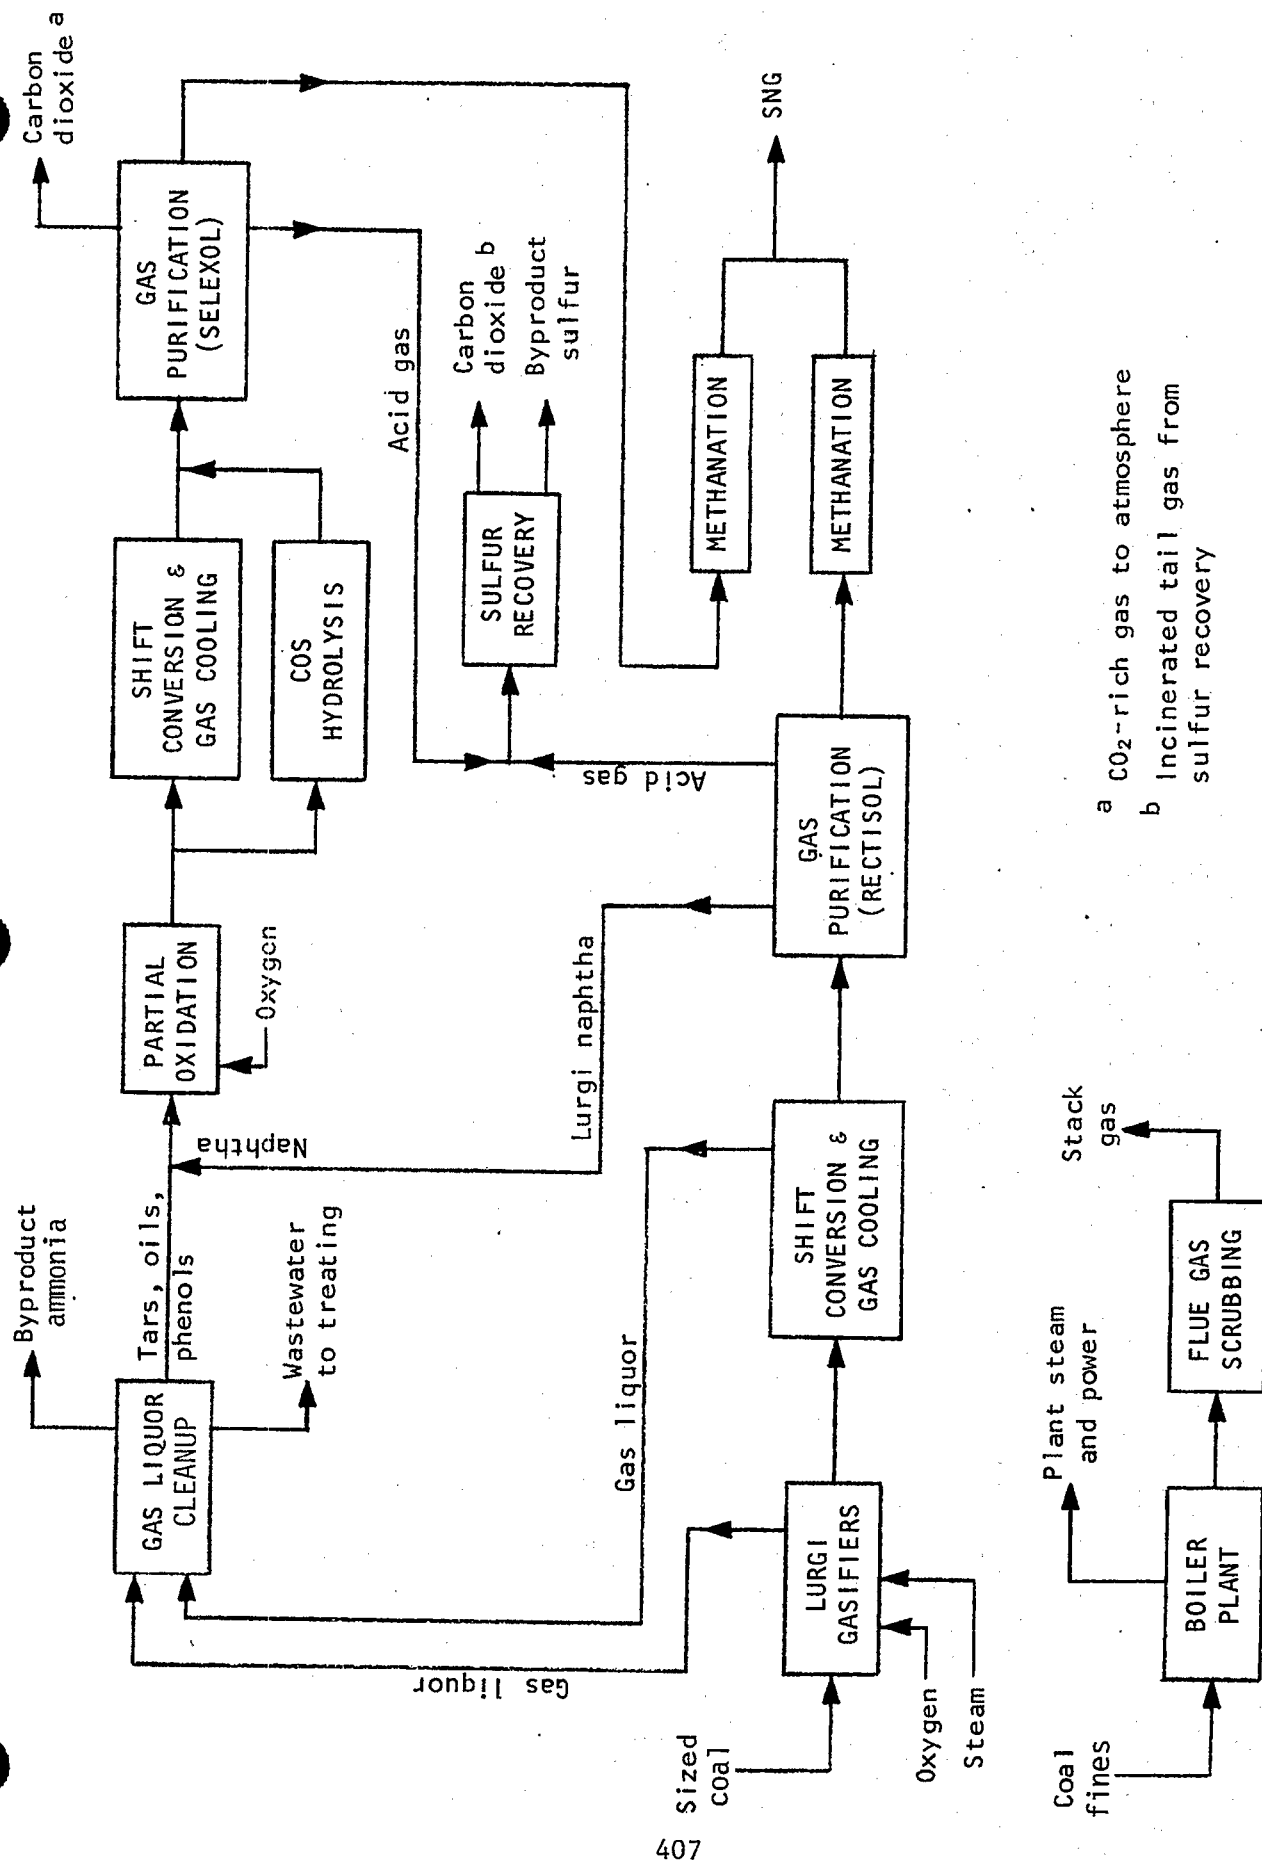 Byproduct
ammonia
GAS LIQUOR
CLEANUP
Tars, oils,
phenols
Wastewater
to treating
Naphtha
PARTIAL
OXIDATION
Oxygen
SHIFT
CONVERSION &
GAS COOLING
COS
HYDROLYSIS
GAS
PURIFICATION
(SELEXOL)
Carbon
dioxide a
Acid gas
SULFUR
RECOVERY
Carbon
dioxide b
Byproduct
sulfur
Gas liquor
Gas liquor
Lurgi naphtha
Acid gas
Sized
coal
Oxygen
Steam
LURGI
GASIFIERS
SHIFT
CONVERSION &
GAS COOLING
GAS
PURIFICATION
(RECTISOL)
METHANATION
METHANATION
SNG
Coal
fines
BOILER
PLANT
Plant steam
and power
FLUE GAS
SCRUBBING
Stack
gas
a CO₂-rich gas to atmosphere
b Incinerated tail gas from
sulfur recovery
407